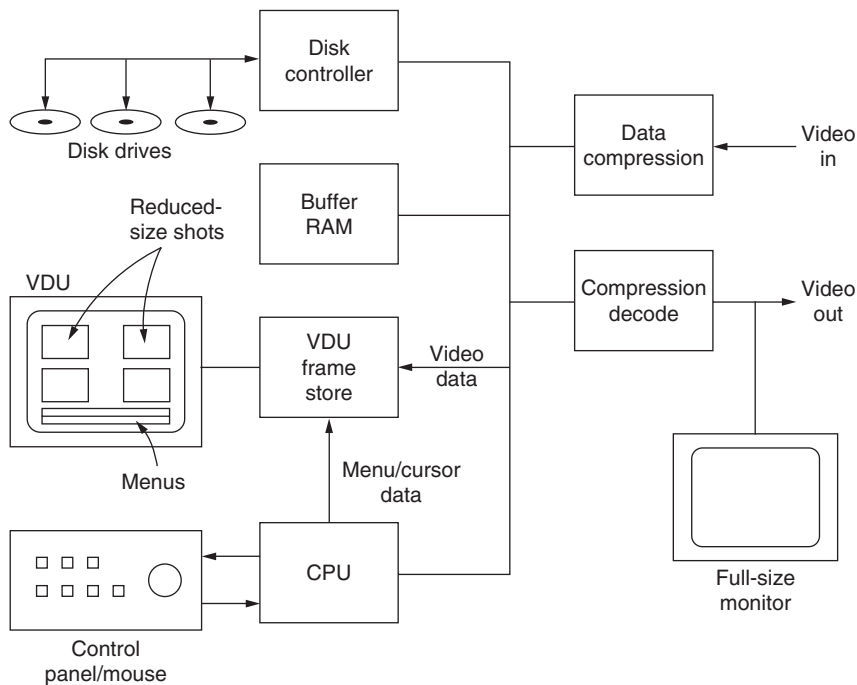 Disk
controller
Disk drives
Data
compression
Video
in
Buffer
RAM
Reduced-
size shots
VDU
Compression
decode
Video
out
VDU
frame
store
Video
data
Menus
Menu/cursor
data
CPU
Full-size
monitor
Control
panel/mouse